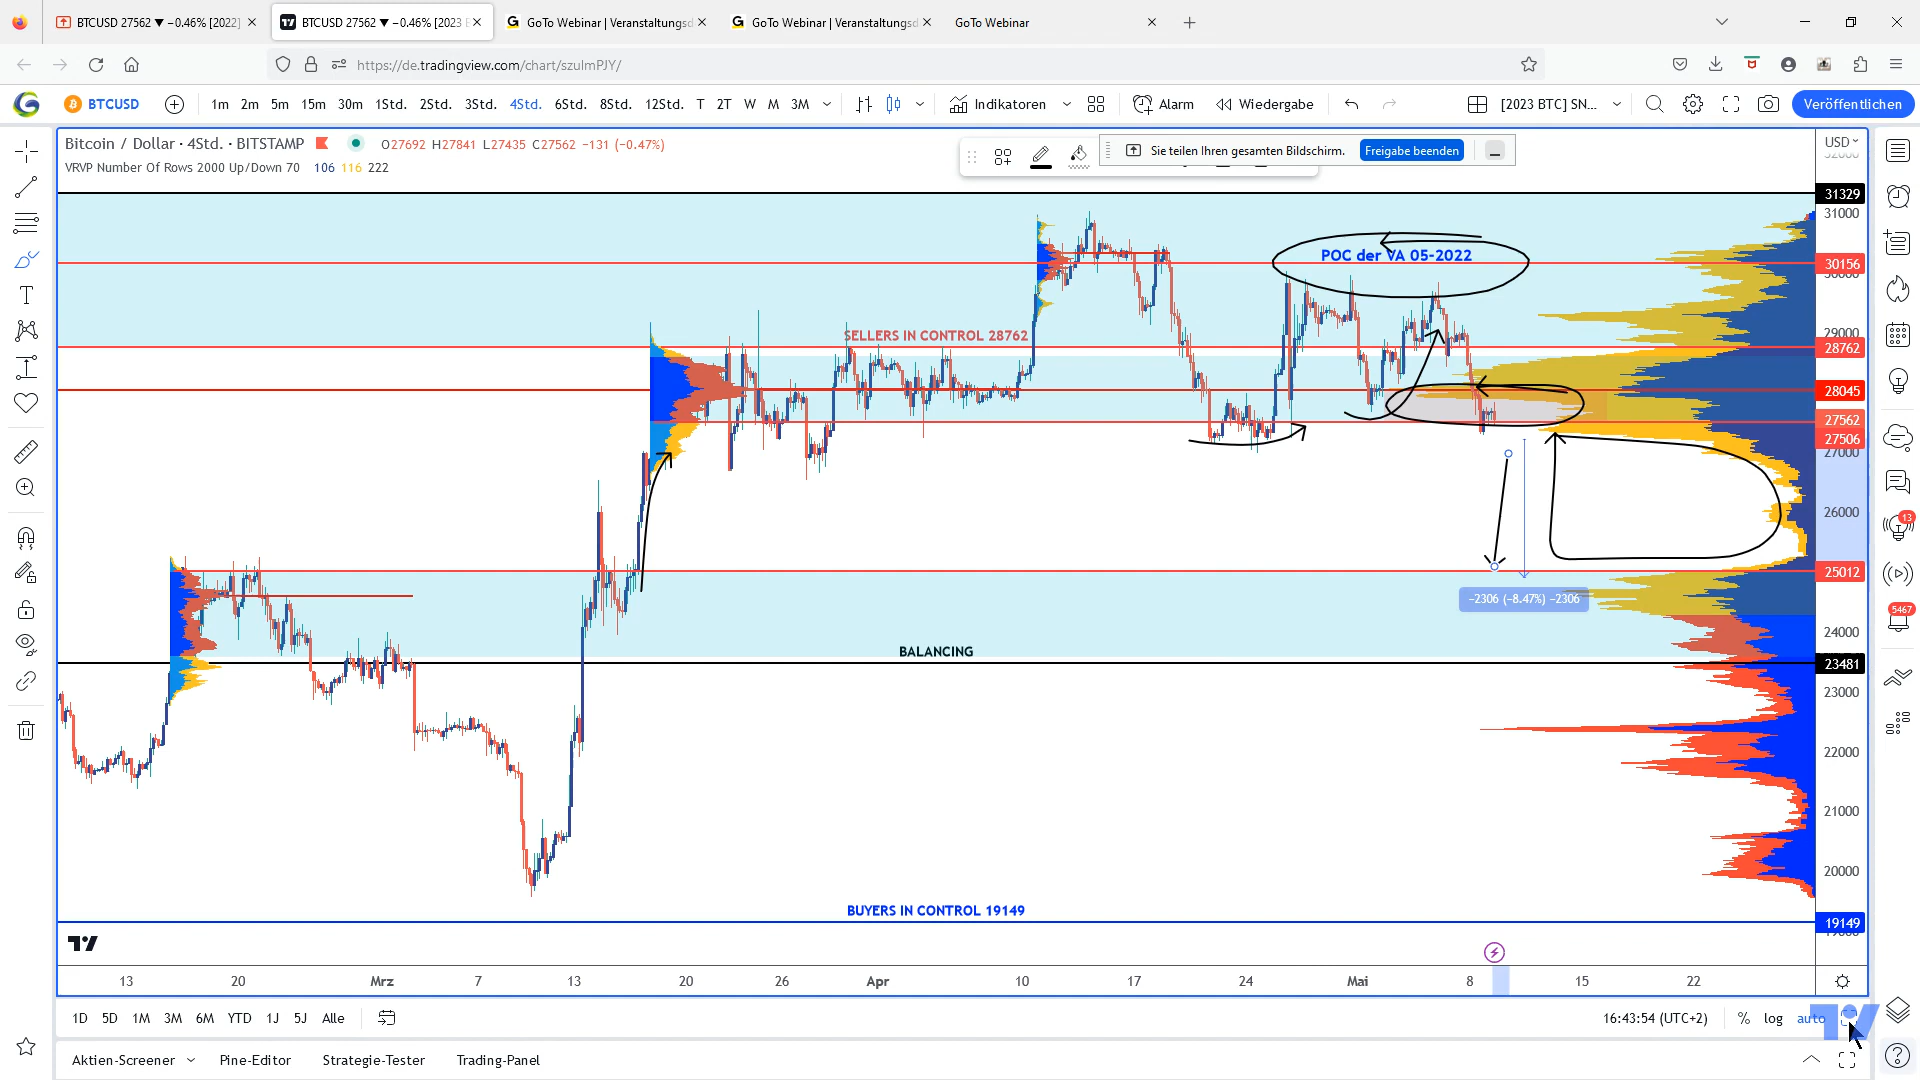 BTCUSD 27562 ▼ −0.46% [2022]
BTCUSD 27562 ▼ −0.46% [2023
GoTo Webinar | Veranstaltungsd
GoTo Webinar | Veranstaltungsd
GoTo Webinar
https://de.tradingview.com/chart/szulmPJY/
BTCUSD
1m 2m 5m 15m 30m 1Std. 2Std. 3Std. 4Std. 6Std. 8Std. 12Std. T 2T W M 3M
Indikatoren
Alarm
Wiedergabe
[2023 BTC] SN...
Veröffentlichen
Bitcoin / Dollar · 4Std. · BITSTAMP
O27692 H27841 L27435 C27562 −131 (−0.47%)
VRVP Number Of Rows 2000 Up/Down 70 106 116 222
Sie teilen Ihren gesamten Bildschirm.
Freigabe beenden
USD
31329
31000
POC der VA 05-2022
30156
SELLERS IN CONTROL 28762
29000
28762
28045
27562
27506
27000
26000
25012
−2306 (−8.47%) −2306
24000
BALANCING
23481
23000
22000
21000
20000
BUYERS IN CONTROL 19149
19149
13 20 Mrz 7 13 20 26 Apr 10 17 24 Mai 8 15 22
1D 5D 1M 3M 6M YTD 1J 5J Alle
16:43:54 (UTC+2)
% log auto
Aktien-Screener
Pine-Editor
Strategie-Tester
Trading-Panel
13
5467